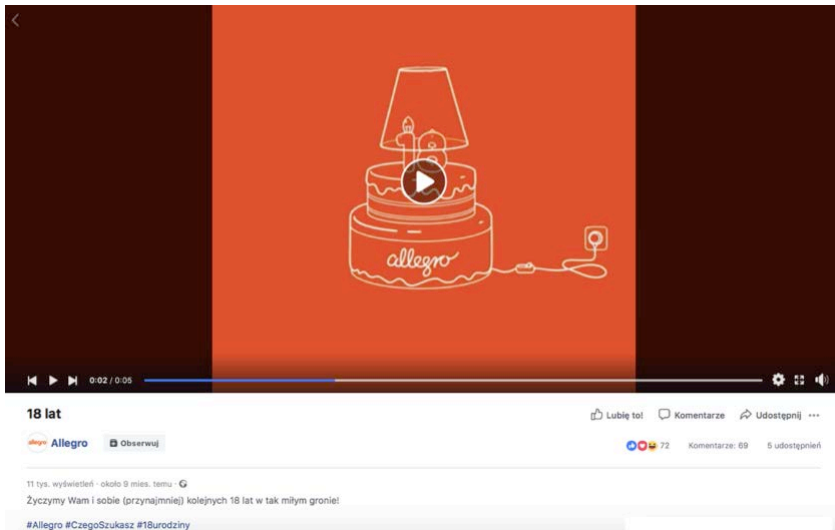 18
allegro
0:02 / 0:05
18 lat
Lubię to! Komentarze Udostępnij
allegro Allegro Obserwuj
72 Komentarze: 69 5 udostępnień
11 tys. wyświetleń · około 9 mies. temu ·
Życzymy Wam i sobie (przynajmniej) kolejnych 18 lat w tak miłym gronie!
#Allegro #CzegoSzukasz #18urodziny